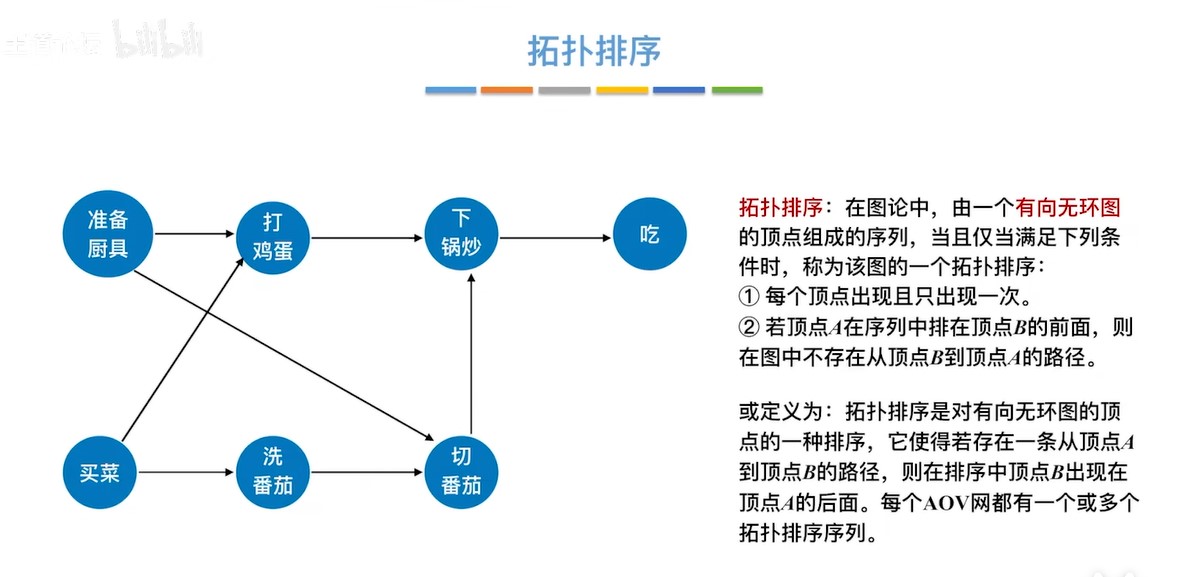 bilibili
拓扑排序
准备
厨具
打
鸡蛋
下
锅炒
吃
买菜
洗
番茄
切
番茄
拓扑排序：在图论中，由一个有向无环图
的顶点组成的序列，当且仅当满足下列条
件时，称为该图的一个拓扑排序：
① 每个顶点出现且只出现一次。
② 若顶点A在序列中排在顶点B的前面，则
在图中不存在从顶点B到顶点A的路径。
或定义为：拓扑排序是对有向无环图的顶
点的一种排序，它使得若存在一条从顶点A
到顶点B的路径，则在排序中顶点B出现在
顶点A的后面。每个AOV网都有一个或多个
拓扑排序序列。